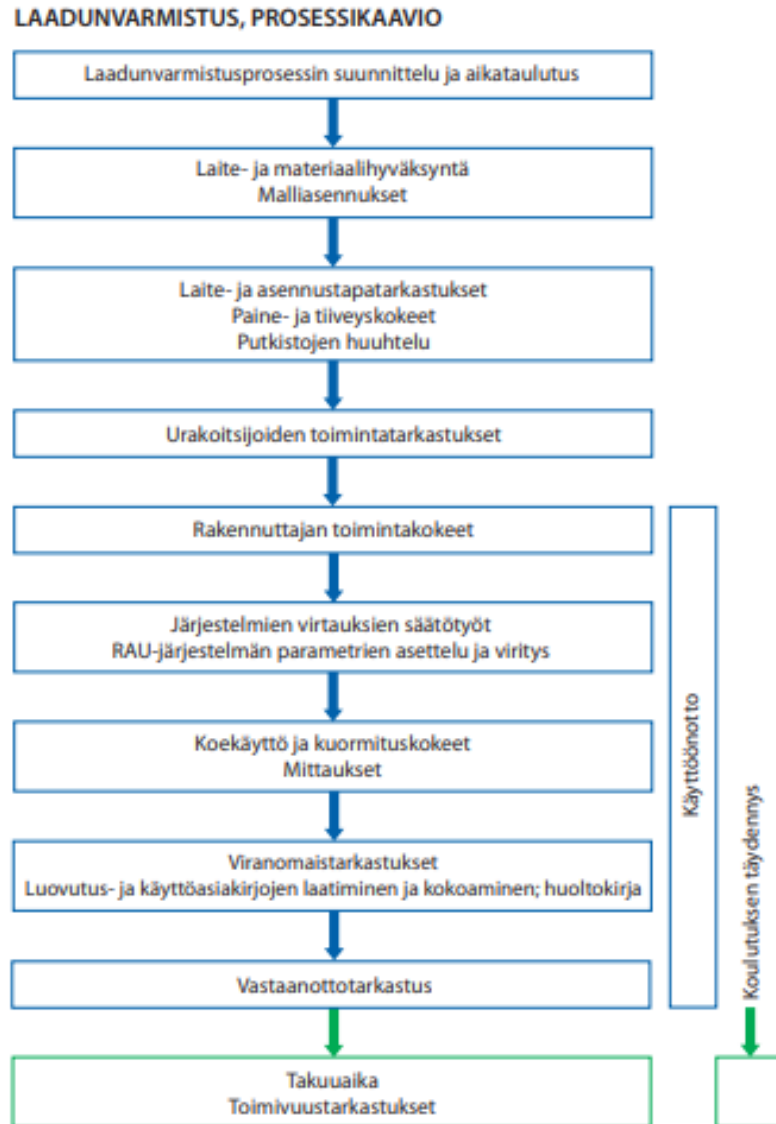 LAADUNVARMISTUS, PROSESSIKAAVIO
Laadunvarmistusprosessin suunnittelu ja aikataulutus
Laite- ja materiaalihyväksyntä
Malliasennukset
Laite- ja asennustapatarkastukset
Paine- ja tiiveyskokeet
Putkistojen huuhtelu
Urakoitsijoiden toimintatarkastukset
Rakennuttajan toimintakokeet
Järjestelmien virtauksien säätötyöt
RAU-järjestelmän parametrien asettelu ja viritys
Koekäyttö ja kuormituskokeet
Mittaukset
Viranomaistarkastukset
Luovutus- ja käyttöasiakirjojen laatiminen ja kokoaminen; huoltokirja
Vastaanottotarkastus
Käyttöönotto
Koulutuksen täydennys
Takuuaika
Toimivuustarkastukset